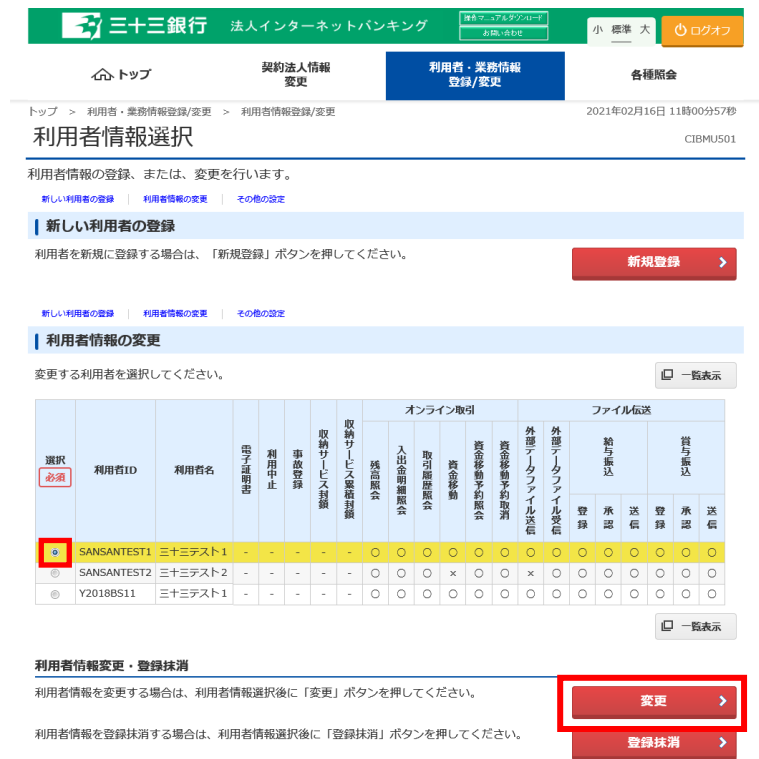 三十三銀行 法人インターネットバンキング 操作マニュアルダウンロード お問い合わせ 小 標準 大 ログオフ
トップ 契約法人情報変更 利用者・業務情報登録/変更 各種照会
トップ > 利用者・業務情報登録/変更 > 利用者情報登録/変更 2021年02月16日 11時00分57秒
利用者情報選択 CIBMU501
利用者情報の登録、または、変更を行います。
新しい利用者の登録 利用者情報の変更 その他の設定
新しい利用者の登録
利用者を新規に登録する場合は、「新規登録」ボタンを押してください。 新規登録
新しい利用者の登録 利用者情報の変更 その他の設定
利用者情報の変更
変更する利用者を選択してください。 一覧表示
オンライン取引 ファイル伝送
選択 必須 利用者ID 利用者名 電子証明書 利用中止 事故登録 収納サービス封鎖 収納サービス累積封鎖 残高照会 入出金明細照会 取引履歴照会 資金移動 資金移動予約照会 資金移動予約取消 外部データファイル送信 外部データファイル受信 給与振込 賞与振込
登録 承認 送信 登録 承認 送信
SANSANTEST1 三十三テスト1 - - - - - ○ ○ ○ ○ ○ ○ ○ ○ ○ ○ ○ ○ ○ ○
SANSANTEST2 三十三テスト2 - - - - - ○ ○ ○ × ○ ○ × ○ ○ ○ ○ ○ ○ ○
Y2018BS11 三十三テスト1 - - - - - ○ ○ ○ ○ ○ ○ ○ ○ ○ ○ ○ ○ ○ ○
一覧表示
利用者情報変更・登録抹消
利用者情報を変更する場合は、利用者情報選択後に「変更」ボタンを押してください。 変更
利用者情報を登録抹消する場合は、利用者情報選択後に「登録抹消」ボタンを押してください。 登録抹消